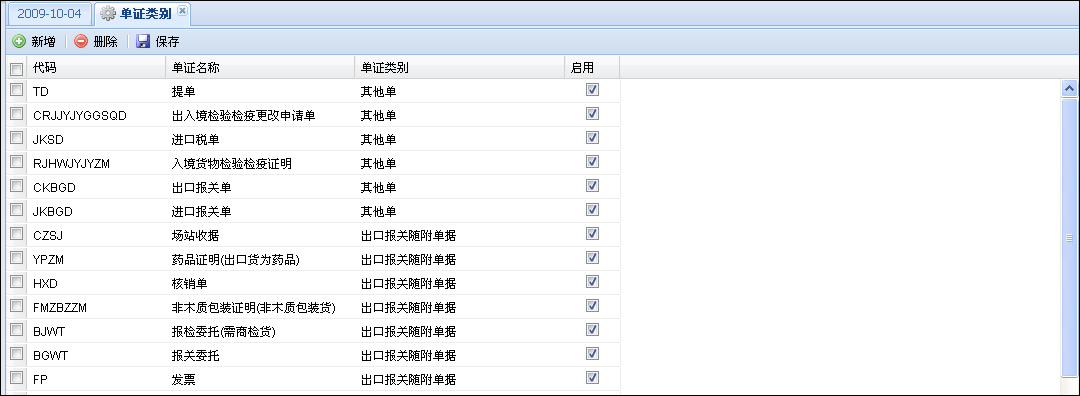 2009-10-04 单证类别
新增 删除 保存
代码 单证名称 单证类别 启用
TD 提单 其他单
CRJJYJYGGSQD 出入境检验检疫更改申请单 其他单
JKSD 进口税单 其他单
RJHWJYJYZM 入境货物检验检疫证明 其他单
CKBGD 出口报关单 其他单
JKBGD 进口报关单 其他单
CZSJ 场站收据 出口报关随附单据
YPZM 药品证明(出口货为药品) 出口报关随附单据
HXD 核销单 出口报关随附单据
FMZBZZM 非木质包装证明(非木质包装货) 出口报关随附单据
BJWT 报检委托(需商检货) 出口报关随附单据
BGWT 报关委托 出口报关随附单据
FP 发票 出口报关随附单据